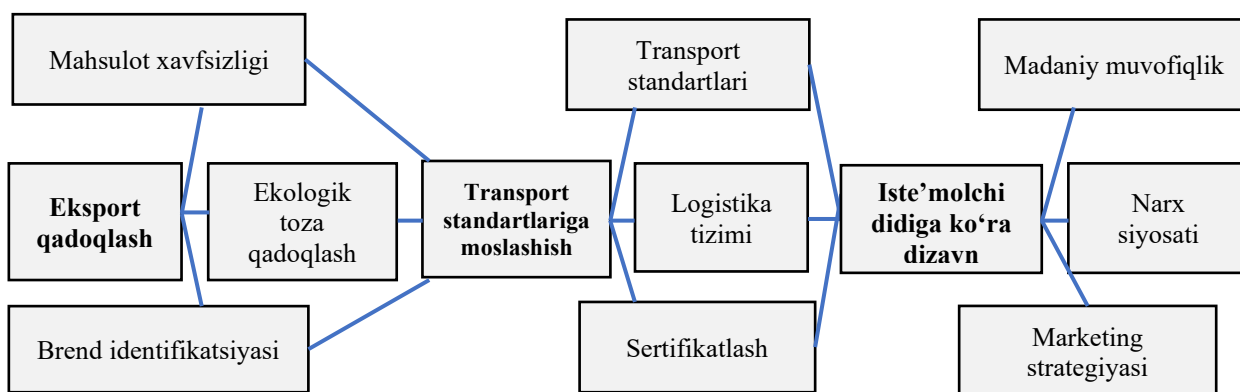 Mahsulot xavfsizligi
Eksport
qadoqlash
Ekologik
toza
qadoqlash
Brend identifikatsiyasi
Transport
standartlariga
moslashish
Transport
standartlari
Logistika
tizimi
Sertifikatlash
Iste’molchi
didiga ko‘ra
dizavn
Madaniy muvofiqlik
Narx
siyosati
Marketing
strategiyasi